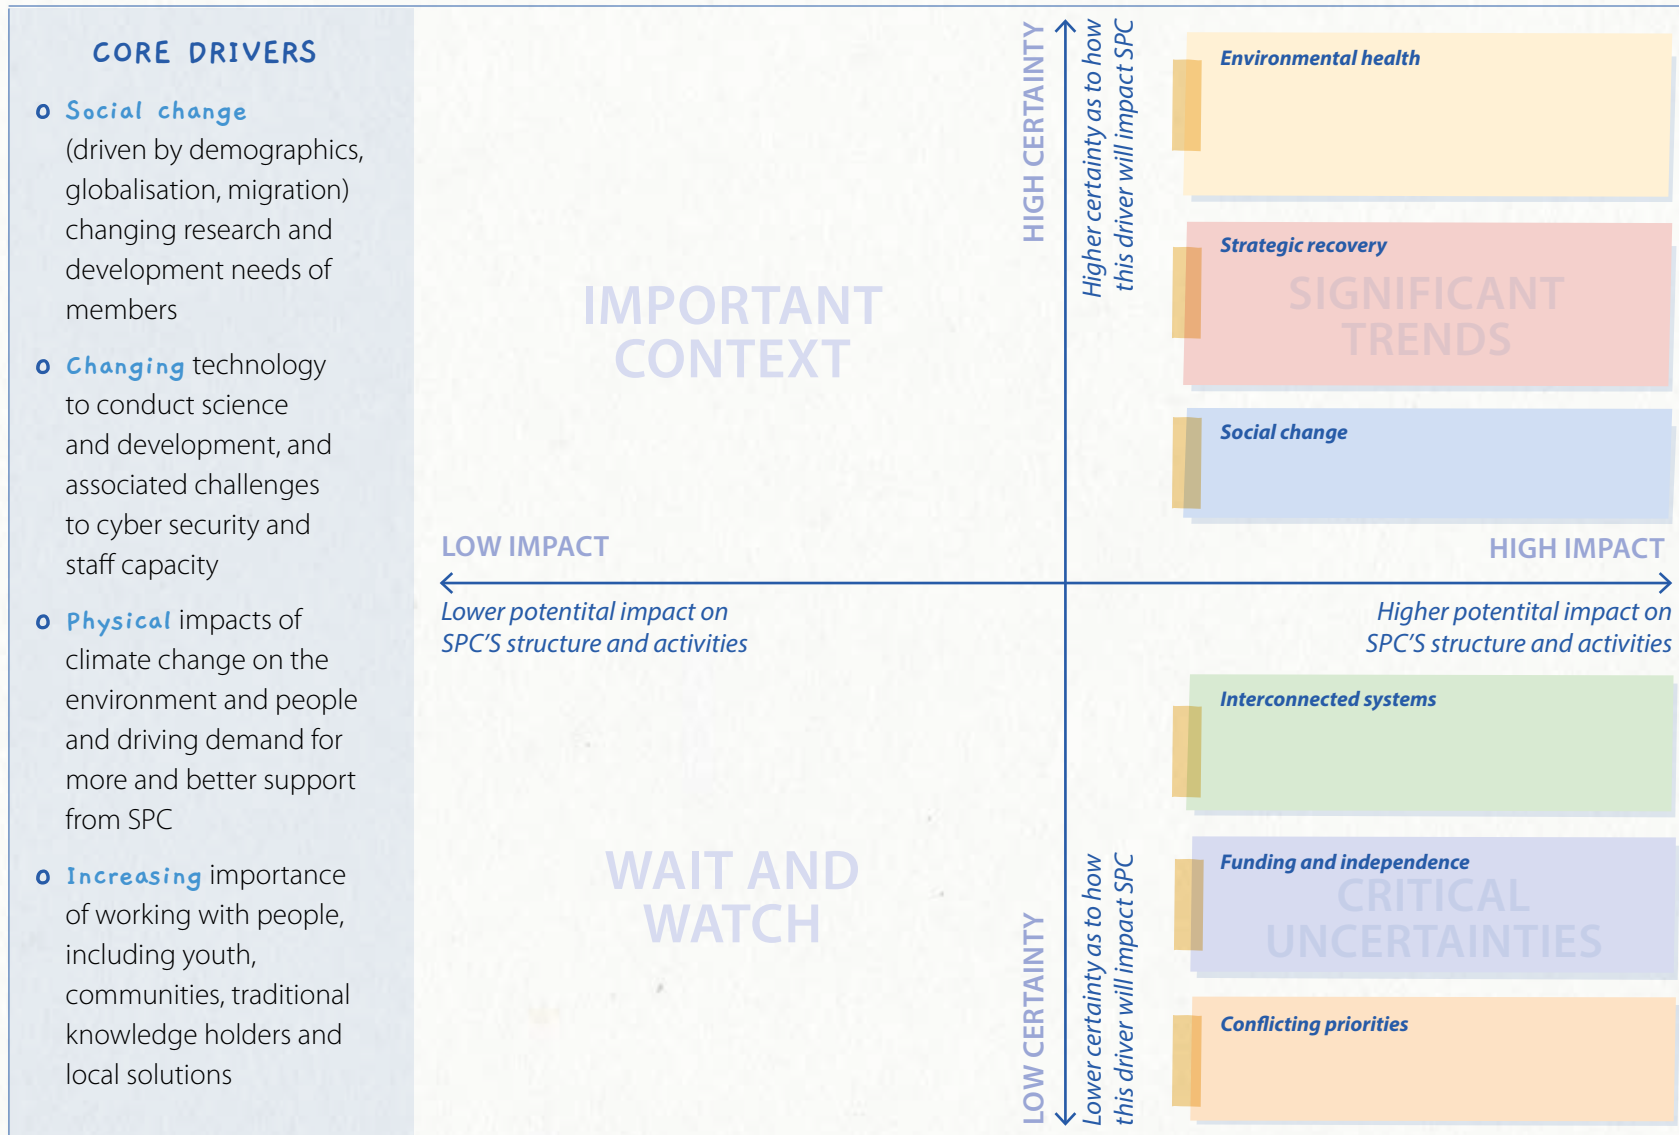 CORE DRIVERS
o Social change
(driven by demographics,
globalisation, migration)
changing research and
development needs of
members
o Changing technology
to conduct science
and development, and
associated challenges
to cyber security and
staff capacity
o Physical impacts of
climate change on the
environment and people
and driving demand for
more and better support
from SPC
o Increasing importance
of working with people,
including youth,
communities, traditional
knowledge holders and
local solutions
IMPORTANT
CONTEXT
HIGH CERTAINTY
Higher certainty as to how
this driver will impact SPC
Environmental health
Strategic recovery
SIGNIFICANT
TRENDS
Social change
LOW IMPACT
HIGH IMPACT
Lower potentital impact on
SPC'S structure and activities
Higher potentital impact on
SPC'S structure and activities
WAIT AND
WATCH
LOW CERTAINTY
Lower certainty as to how
this driver will impact SPC
Interconnected systems
Funding and independence
CRITICAL
UNCERTAINTIES
Conflicting priorities